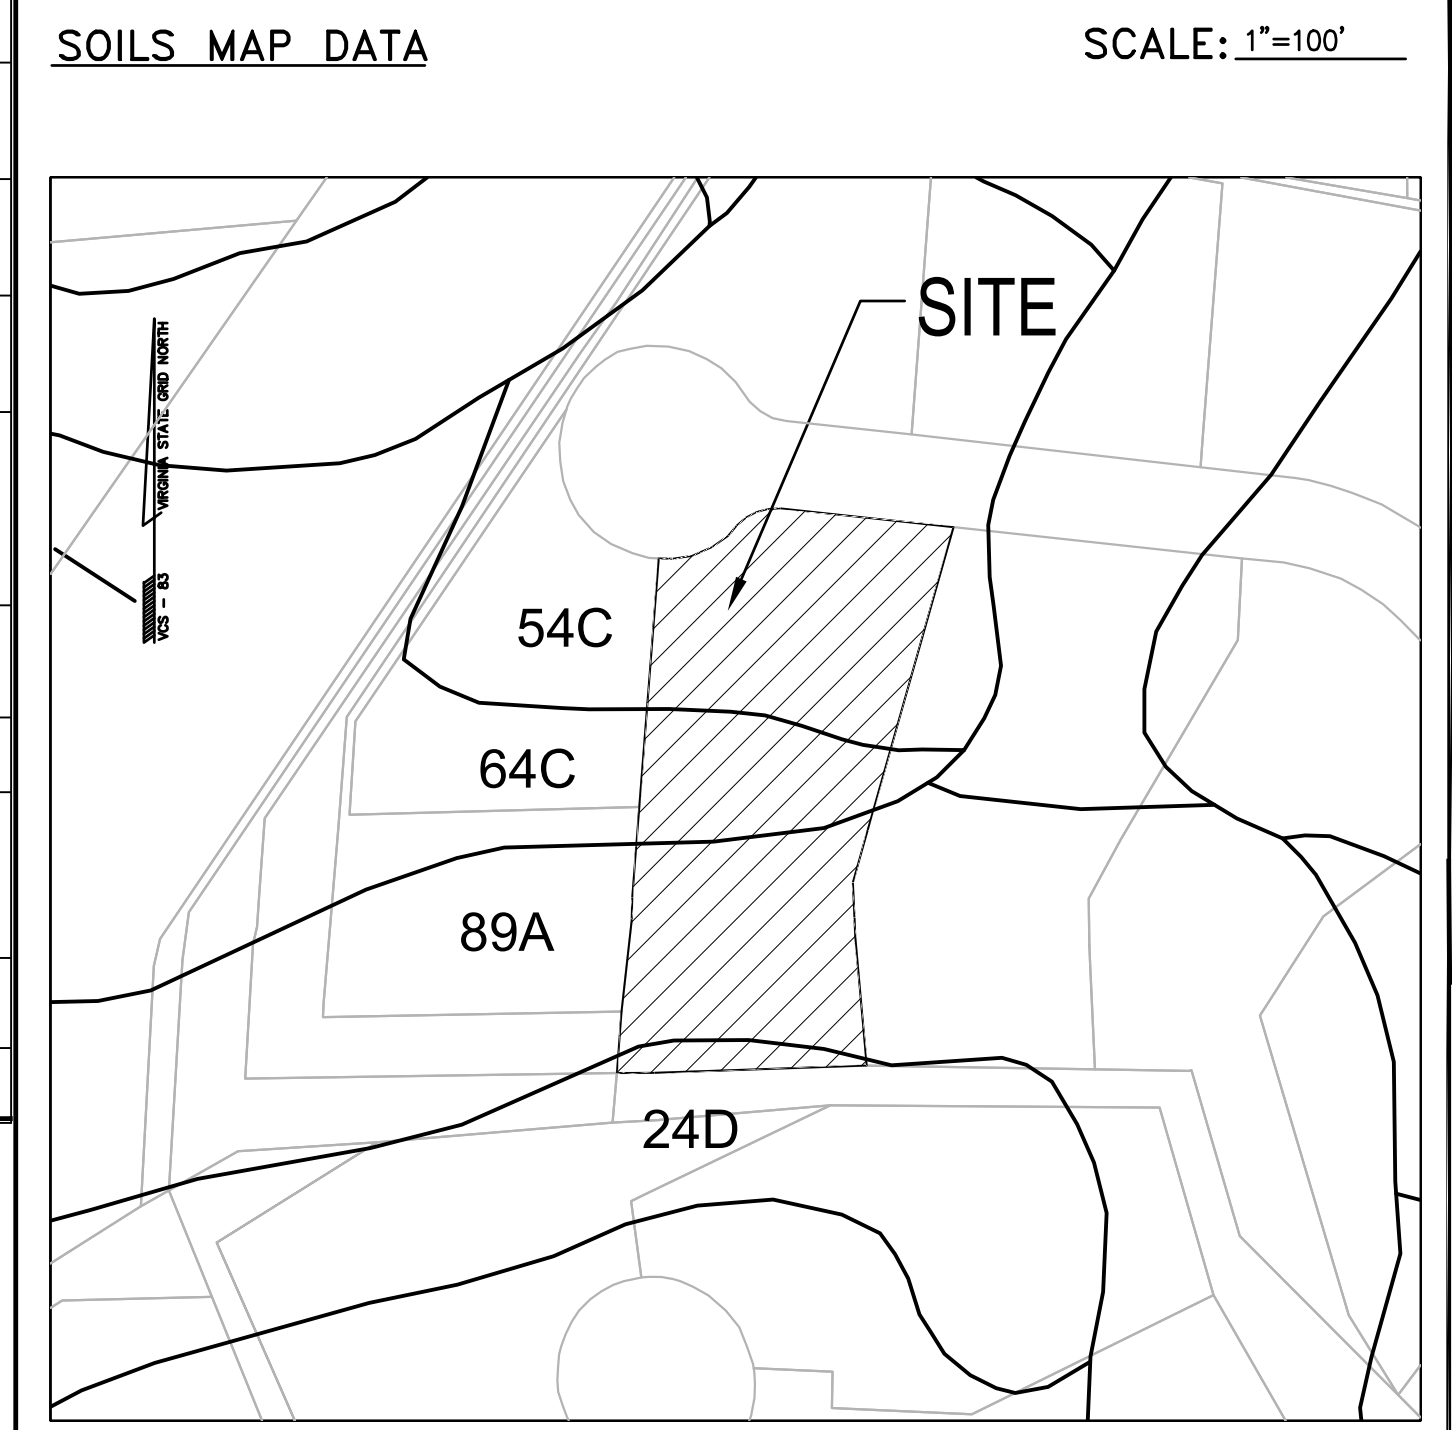 SOILS MAP DATA
SCALE: 1"=100'
SITE
VIRGINIA STATE GRID NORTH
VCS - 83
54C
64C
89A
24D